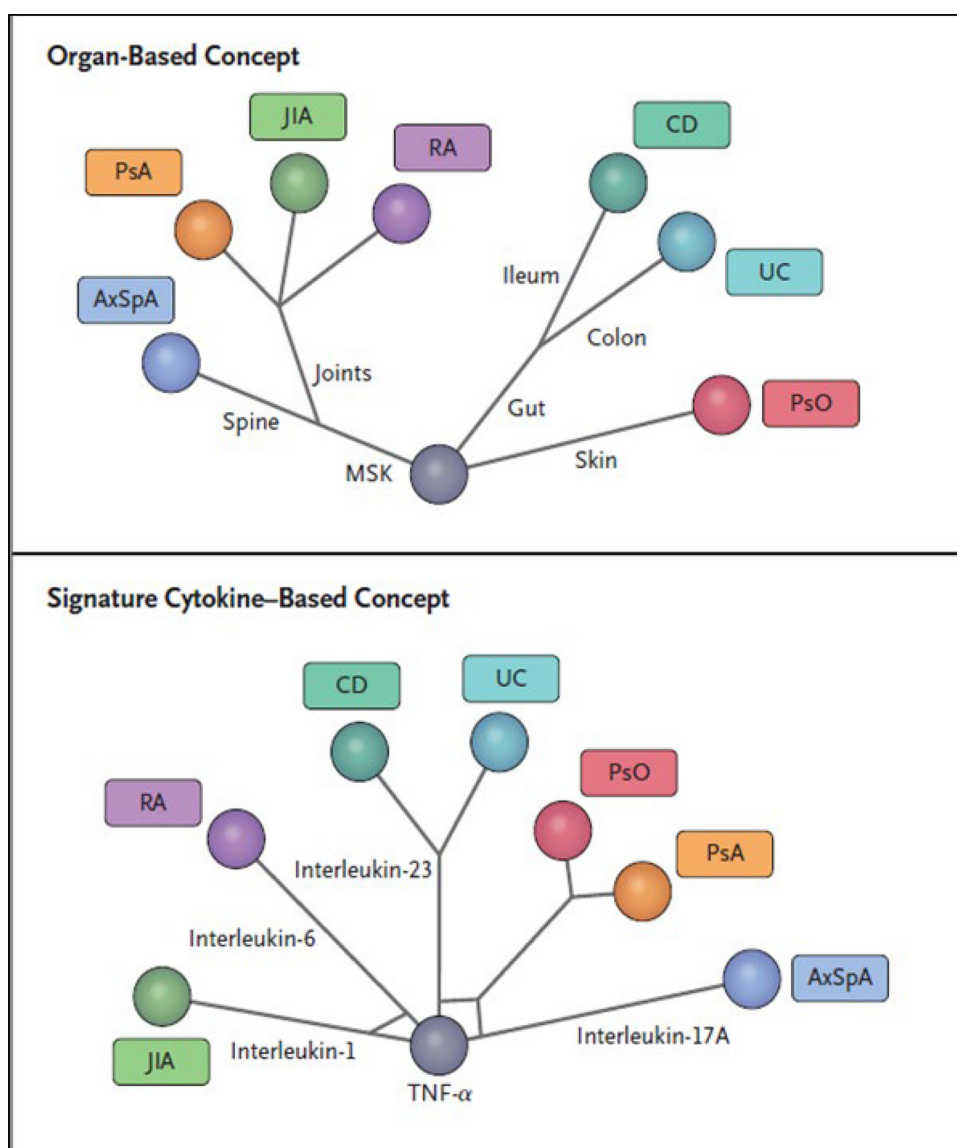 Organ-Based Concept
JIA
CD
RA
PsA
UC
Ileum
AxSpA
Colon
Joints
PsO
Gut
Spine
Skin
MSK
Signature Cytokine–Based Concept
CD
UC
PsO
RA
PsA
Interleukin-23
Interleukin-6
AxSpA
Interleukin-17A
Interleukin-1
JIA
TNF-α